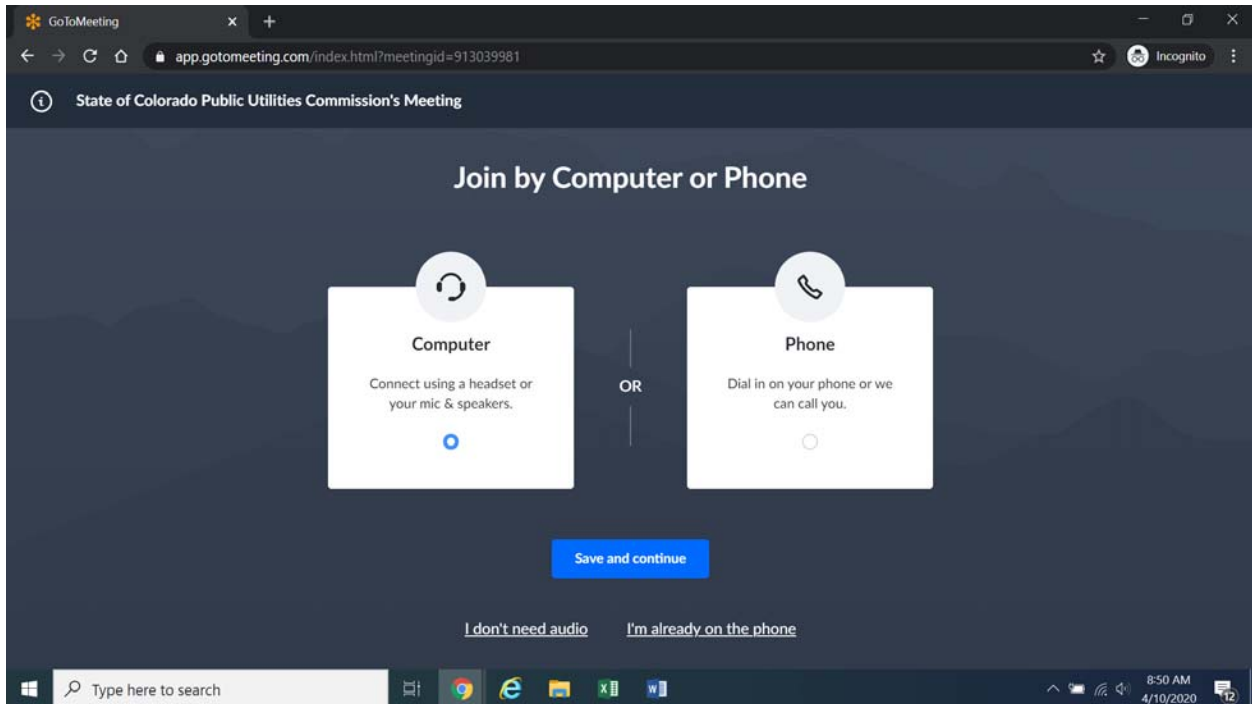 GoToMeeting
app.gotomeeting.com/index.html?meetingid=913039981
Incognito
State of Colorado Public Utilities Commission's Meeting
Join by Computer or Phone
Computer
Connect using a headset or
your mic & speakers.
OR
Phone
Dial in on your phone or we
can call you.
Save and continue
I don't need audio
I'm already on the phone
Type here to search
8:50 AM
4/10/2020
12